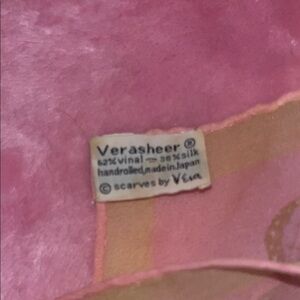 Verasheer ®
62% vinal — 38% silk
handrolled, made in Japan
© scarves by Vera